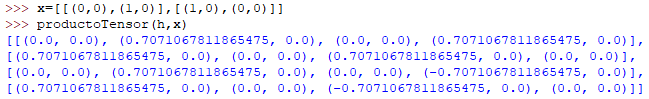 >>> x=[[(0,0),(1,0)],[(1,0),(0,0)]]
>>> productoTensor(h,x)
[[(0.0, 0.0), (0.7071067811865475, 0.0), (0.0, 0.0), (0.7071067811865475, 0.0)],
[(0.7071067811865475, 0.0), (0.0, 0.0), (0.7071067811865475, 0.0), (0.0, 0.0)],
[(0.0, 0.0), (0.7071067811865475, 0.0), (0.0, 0.0), (-0.7071067811865475, 0.0)],
[(0.7071067811865475, 0.0), (0.0, 0.0), (-0.7071067811865475, 0.0), (0.0, 0.0)]]